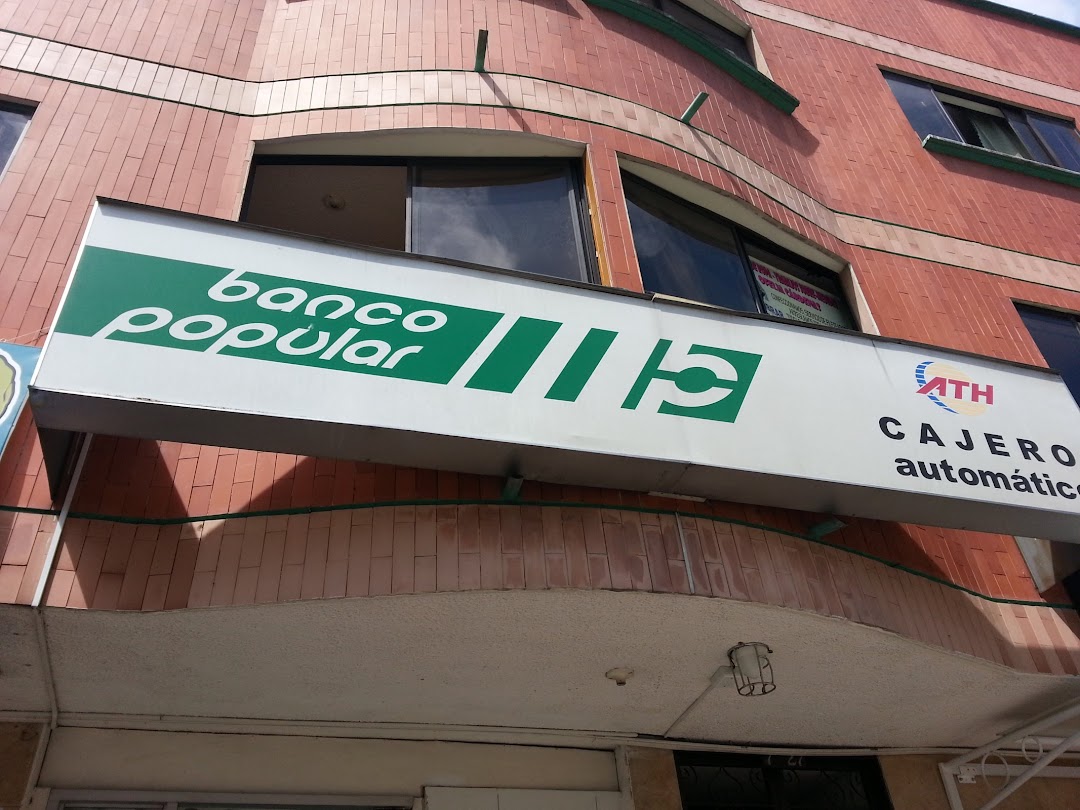 banco
popular
ATH
CAJERO
automático